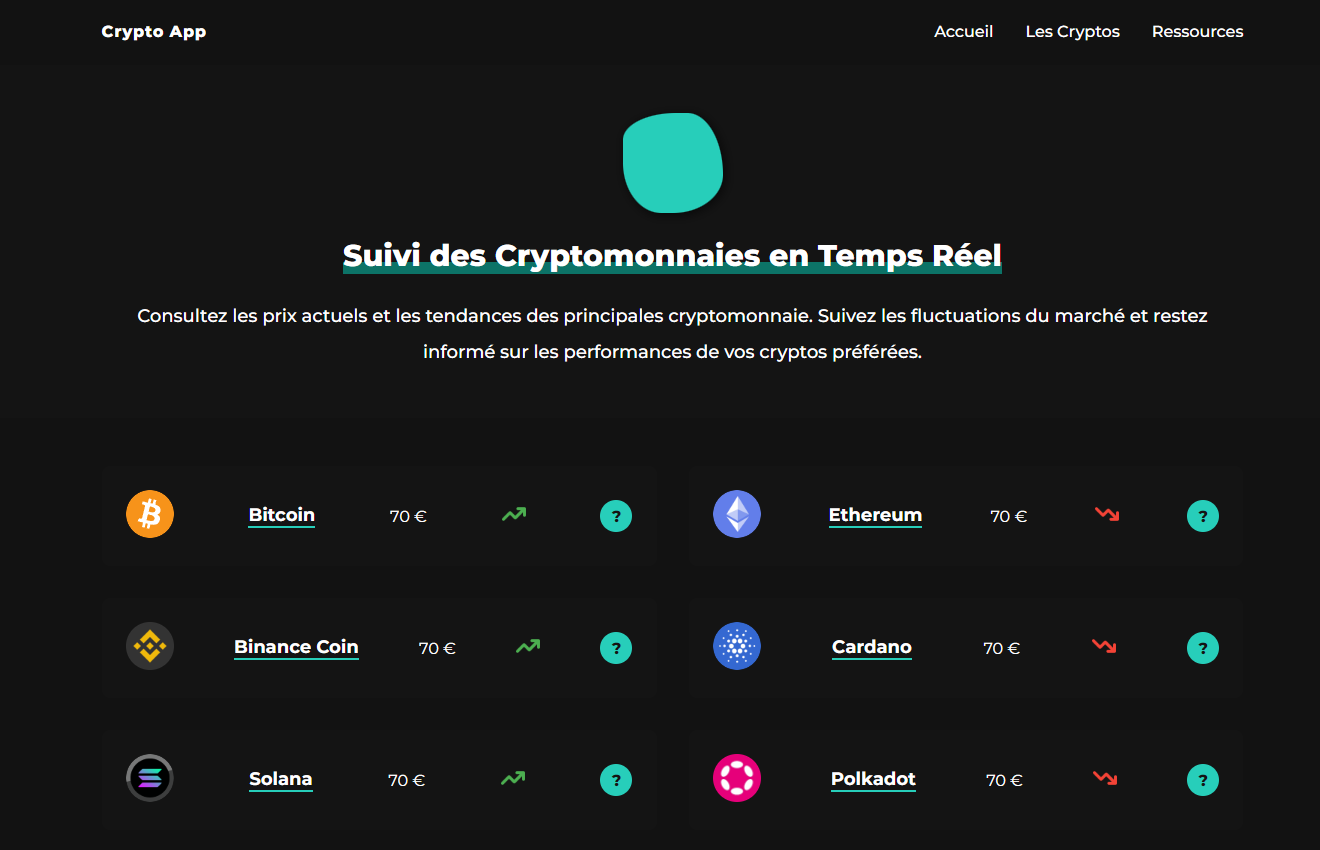 Crypto App
Accueil
Les Cryptos
Ressources
Suivi des Cryptomonnaies en Temps Réel
Consultez les prix actuels et les tendances des principales cryptomonnaie. Suivez les fluctuations du marché et restez
informé sur les performances de vos cryptos préférées.
Bitcoin
70 €
?
Ethereum
70 €
?
Binance Coin
70 €
?
Cardano
70 €
?
Solana
70 €
?
Polkadot
70 €
?